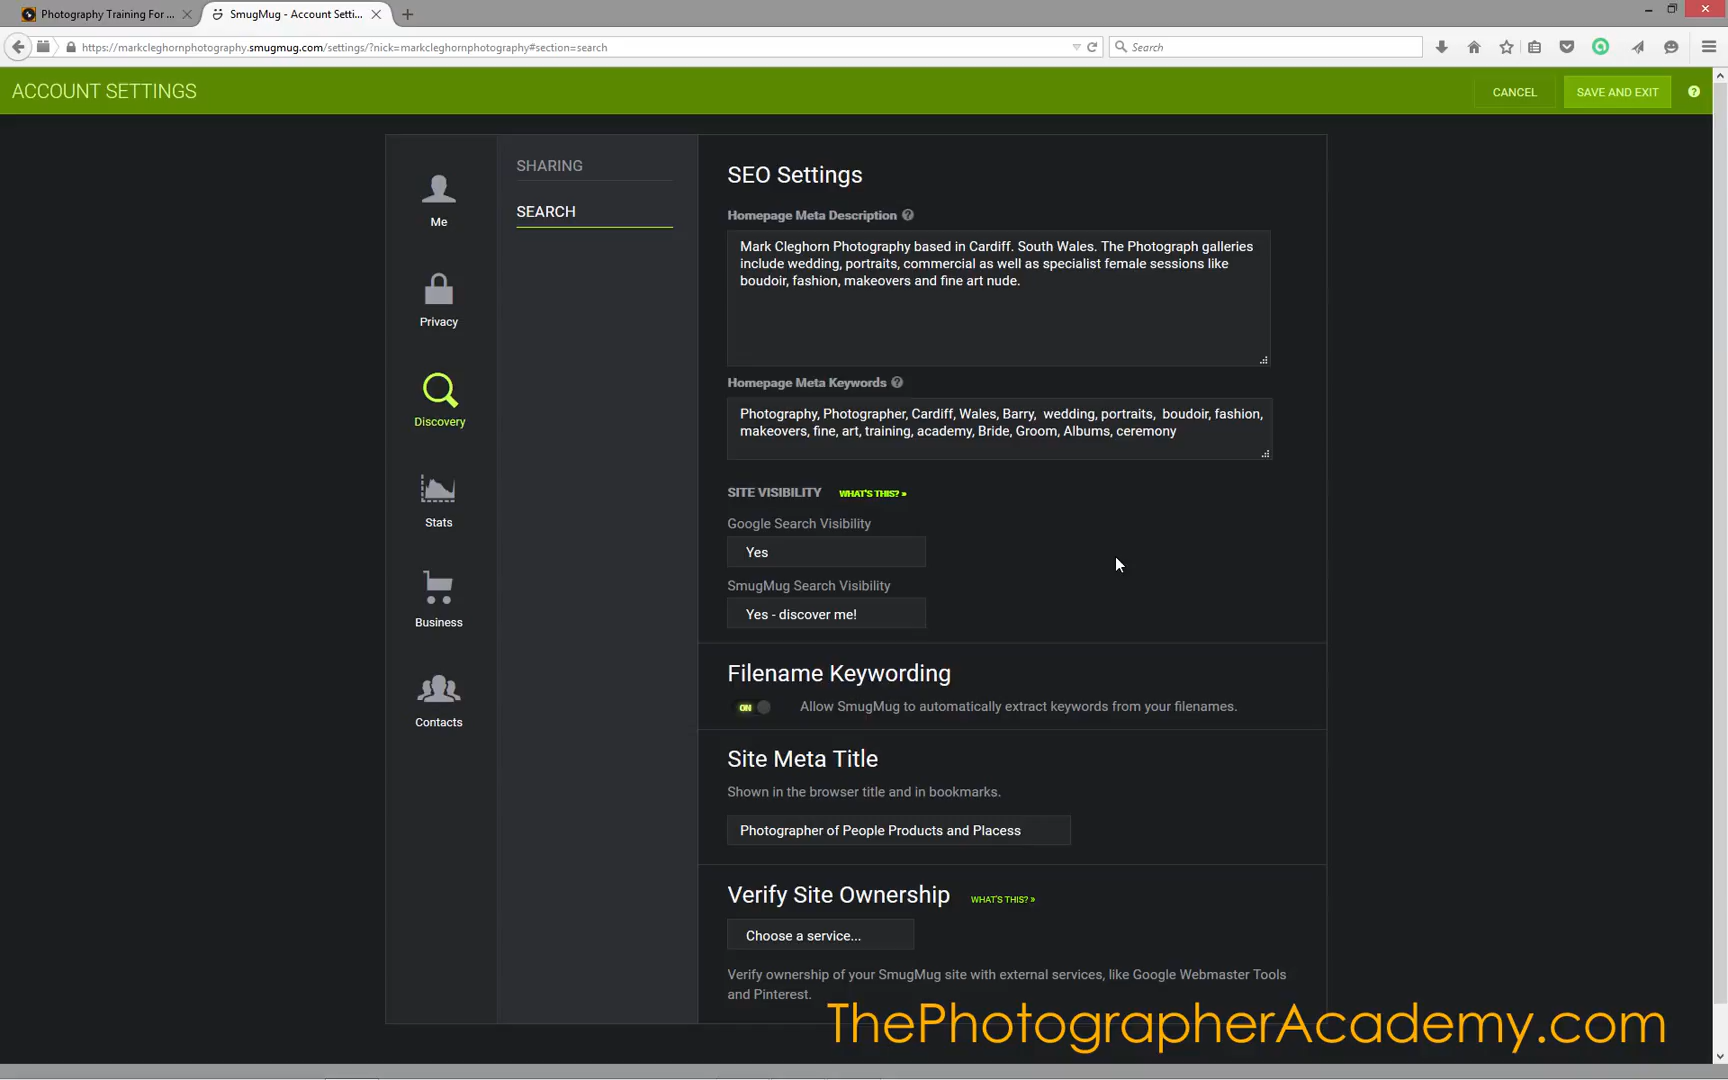 Photography Training For ...
SmugMug - Account Setti...
https://markcleghornphotography.smugmug.com/settings/?nick=markcleghornphotography#section=search
Search
ACCOUNT SETTINGS
CANCEL
SAVE AND EXIT
Me
Privacy
Discovery
Stats
Business
Contacts
SHARING
SEARCH
SEO Settings
Homepage Meta Description
Mark Cleghorn Photography based in Cardiff. South Wales. The Photograph galleries
include wedding, portraits, commercial as well as specialist female sessions like
boudoir, fashion, makeovers and fine art nude.
Homepage Meta Keywords
Photography, Photographer, Cardiff, Wales, Barry, wedding, portraits, boudoir, fashion,
makeovers, fine, art, training, academy, Bride, Groom, Albums, ceremony
SITE VISIBILITY WHAT'S THIS? »
Google Search Visibility
Yes
SmugMug Search Visibility
Yes - discover me!
Filename Keywording
ON Allow SmugMug to automatically extract keywords from your filenames.
Site Meta Title
Shown in the browser title and in bookmarks.
Photographer of People Products and Placess
Verify Site Ownership WHAT'S THIS? »
Choose a service...
Verify ownership of your SmugMug site with external services, like Google Webmaster Tools
and Pinterest.
ThePhotographerAcademy.com